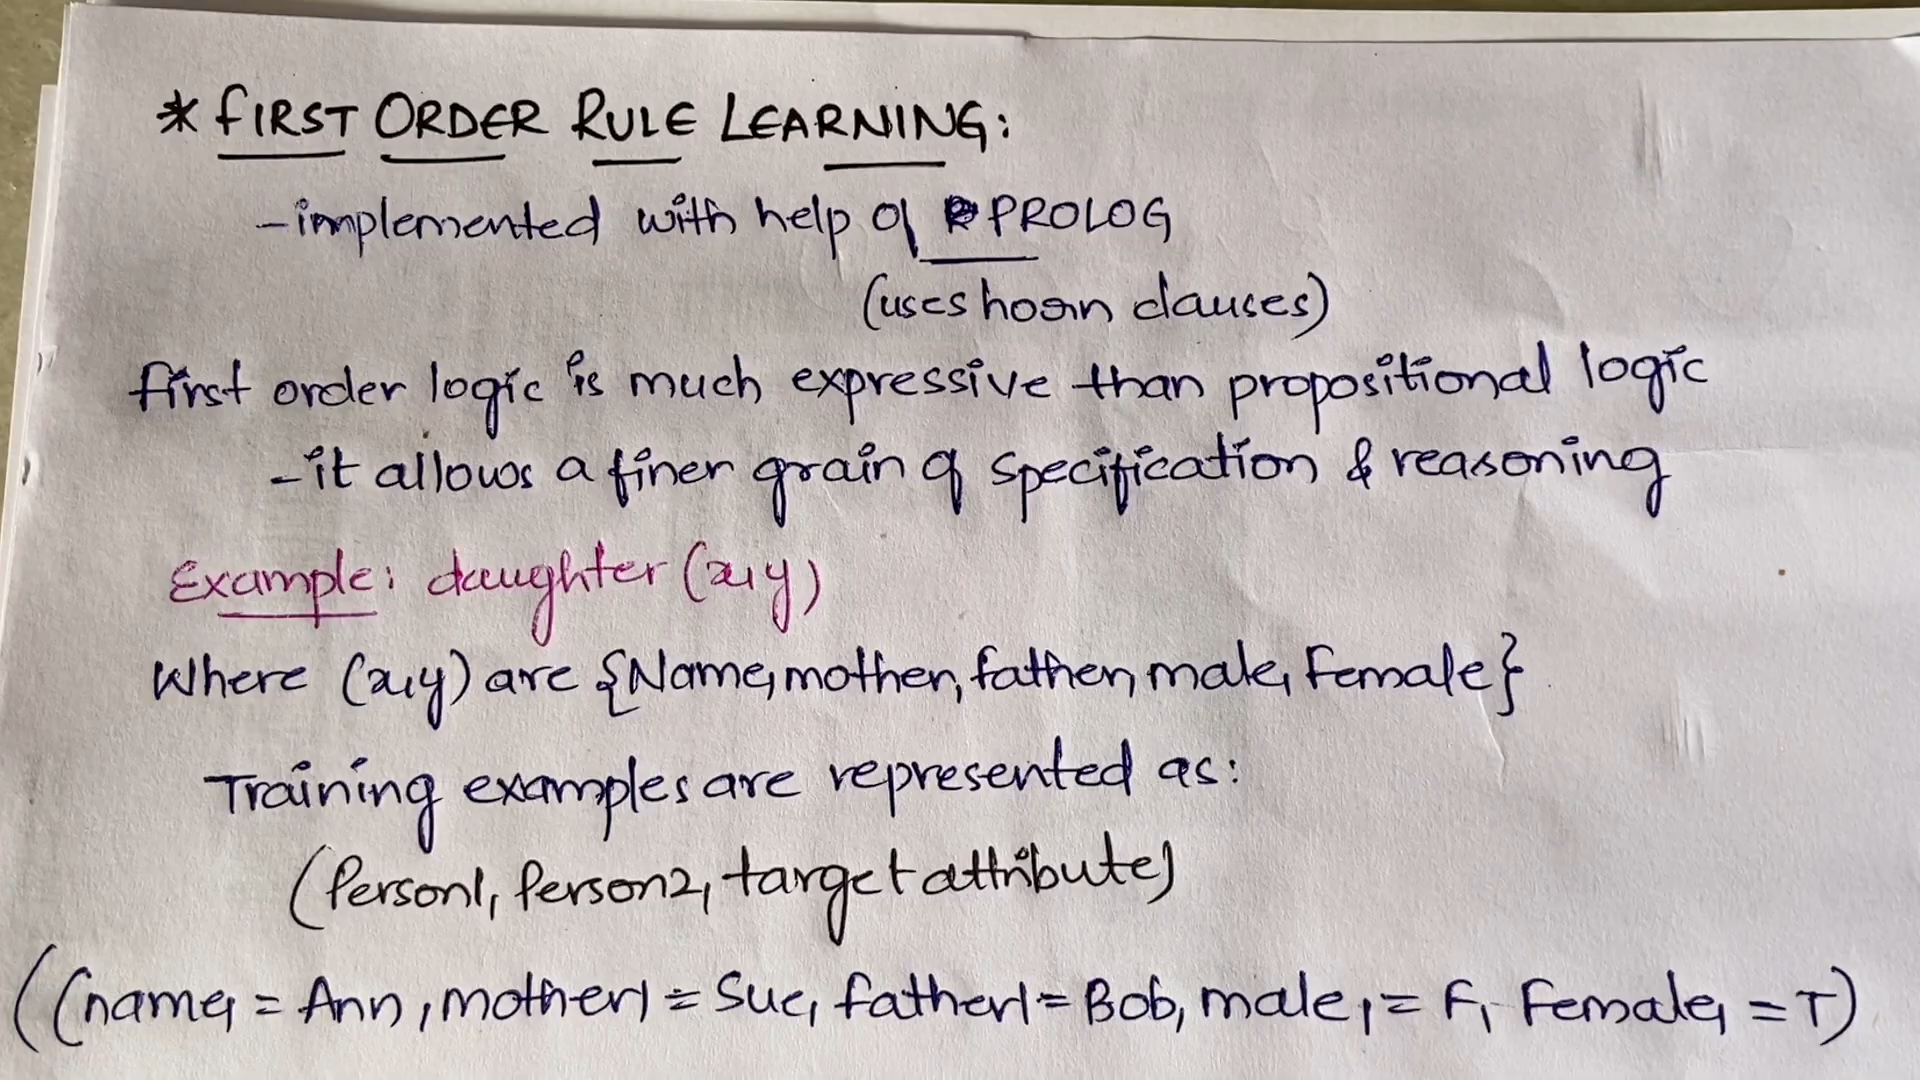 * FIRST ORDER RULE LEARNING:
- implemented with help of PROLOG
(uses horn clauses)
first order logic is much expressive than propositional logic
- it allows a finer grain of specification & reasoning
Example: daughter (x,y)
Where (x,y) are {Name, mother, father, male, Female}
Training examples are represented as:
(Person1, Person2, target attribute)
((name1 = Ann, mother1 = Sue, father1 = Bob, male1 = F, Female1 = T)